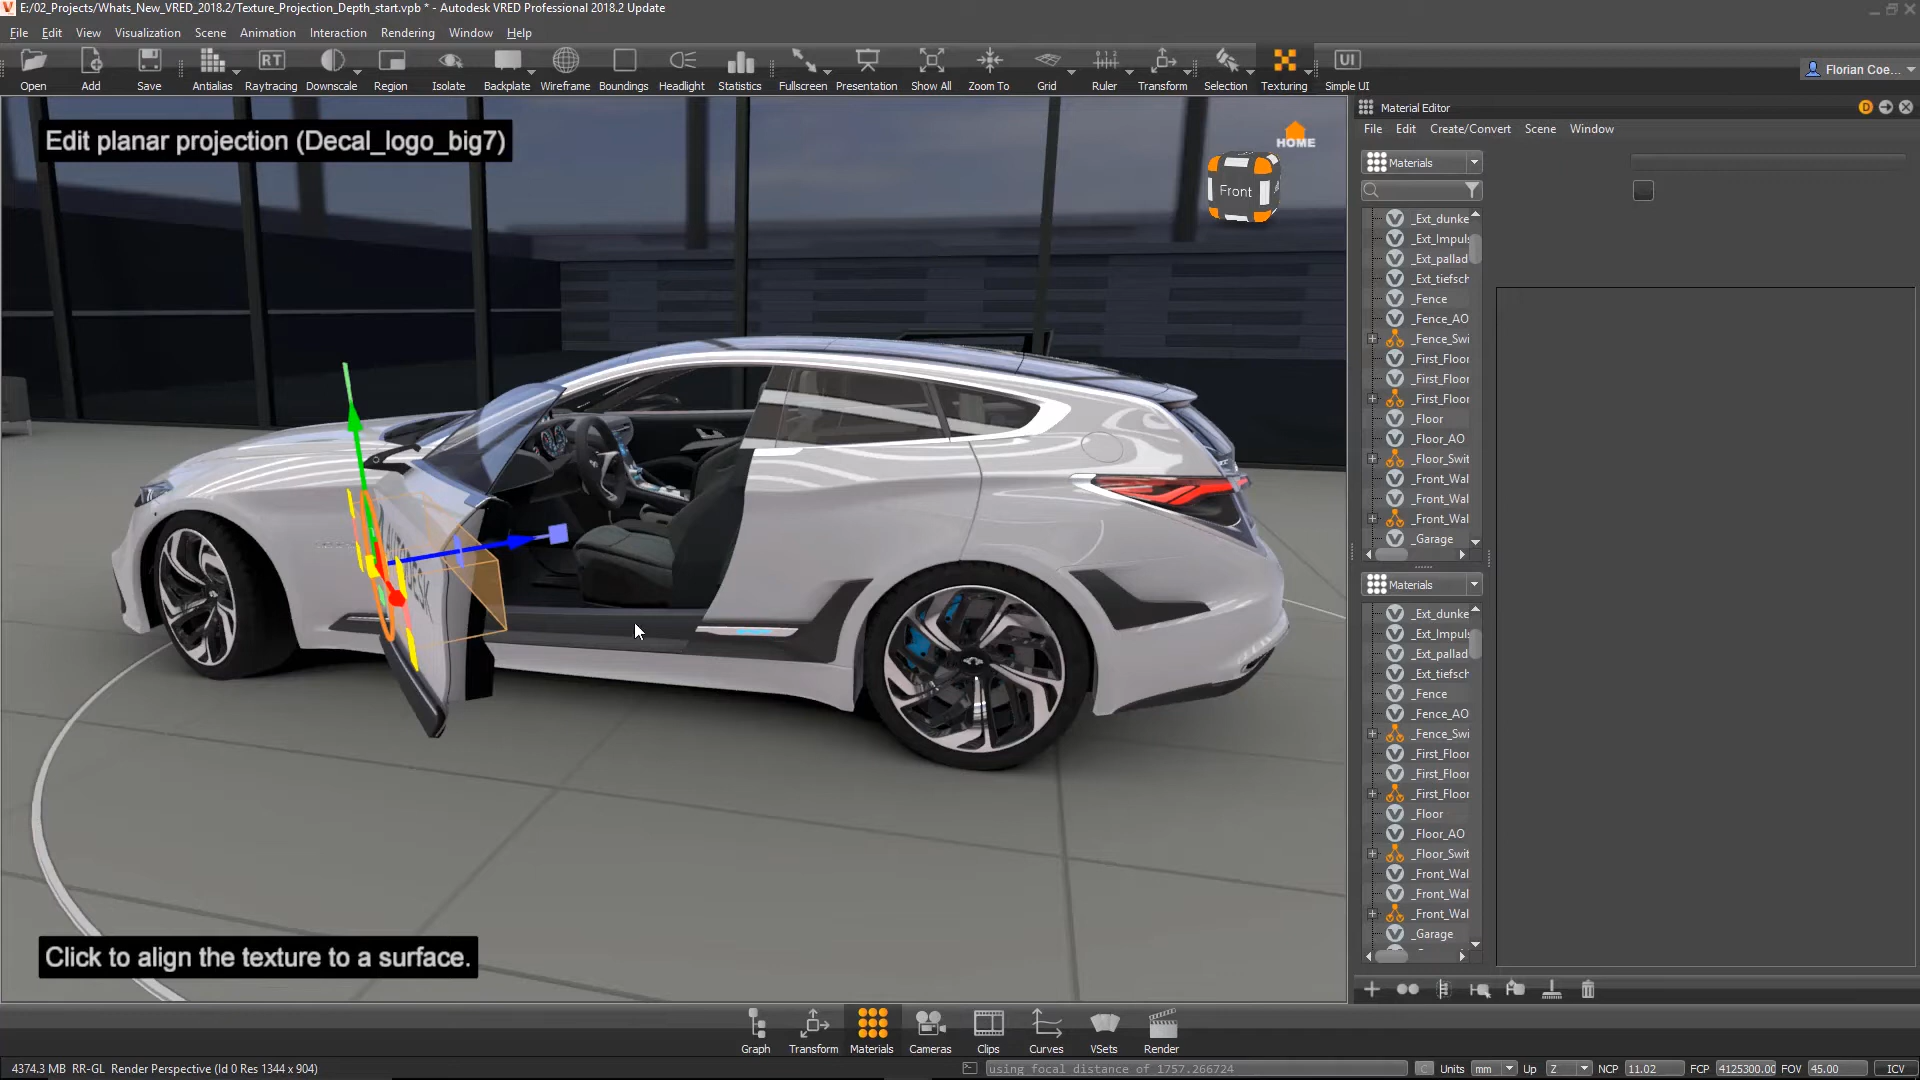 E:/02_Projects/Whats_New_VRED_2018.2/Texture_Projection_Depth_start.vpb * - Autodesk VRED Professional 2018.2 Update
File Edit View Visualization Scene Animation Interaction Rendering Window Help
RT UI
Open Add Save Antialias Raytracing Downscale Region Isolate Backplate Wireframe Boundings Headlight Statistics Fullscreen Presentation Show All Zoom To Grid Ruler Transform Selection Texturing Simple UI
Florian Coe...
Material Editor
File Edit Create/Convert Scene Window
Materials
_Ext_dunke
_Ext_Impuls
_Ext_pallad
_Ext_tiefsch
_Fence
_Fence_AO
_Fence_Swi
_First_Floor
_First_Floor
_First_Floor
_Floor
_Floor_AO
_Floor_Swit
_Front_Wal
_Front_Wal
_Front_Wal
_Garage
Materials
_Ext_dunke
_Ext_Impuls
_Ext_pallad
_Ext_tiefsch
_Fence
_Fence_AO
_Fence_Swi
_First_Floor
_First_Floor
_First_Floor
_Floor
_Floor_AO
_Floor_Swit
_Front_Wal
_Front_Wal
_Front_Wal
_Garage
Edit planar projection (Decal_logo_big7)
HOME
Front
AUTODESK
Click to align the texture to a surface.
Graph Transform Materials Cameras Clips Curves VSets Render
4374.3 MB RR-GL Render Perspective (Id 0 Res 1344 x 904)
using focal distance of 1757.266724
Units mm Up Z NCP 11.02 FCP 4125300.00 FOV 45.00 ICV